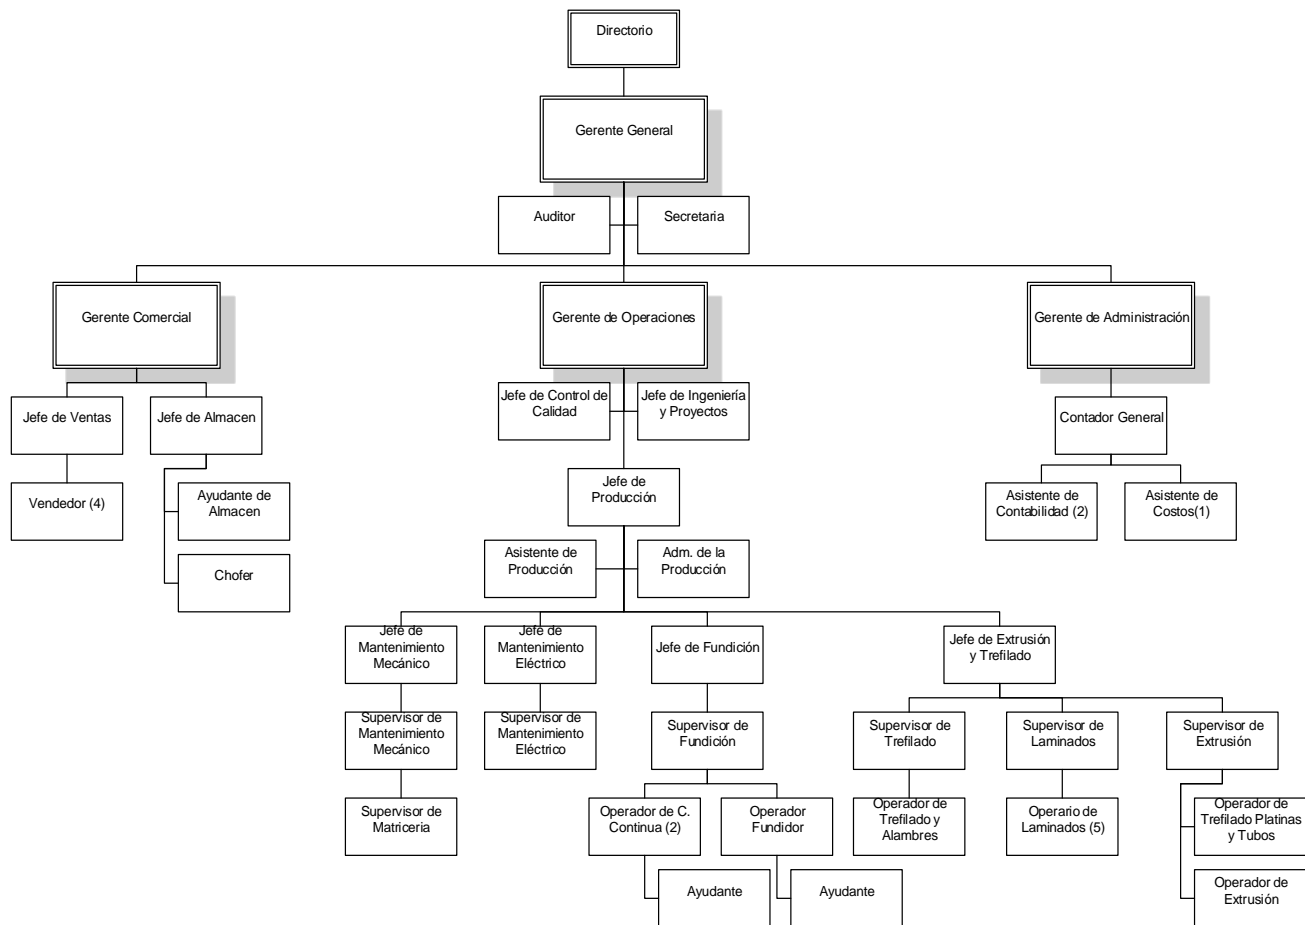 Directorio
Gerente General
Auditor
Secretaria
Gerente Comercial
Gerente de Operaciones
Gerente de Administración
Jefe de Ventas
Jefe de Almacen
Jefe de Control de
Calidad
Jefe de Ingeniería
y Proyectos
Contador General
Vendedor (4)
Ayudante de
Almacen
Chofer
Jefe de
Producción
Asistente de
Contabilidad (2)
Asistente de
Costos(1)
Asistente de
Producción
Adm. de la
Producción
Jefe de
Mantenimiento
Mecánico
Jefe de
Mantenimiento
Eléctrico
Jefe de Fundición
Jefe de Extrusión
y Trefilado
Supervisor de
Mantenimiento
Mecánico
Supervisor de
Mantenimiento
Eléctrico
Supervisor de
Fundición
Supervisor de
Trefilado
Supervisor de
Laminados
Supervisor de
Extrusión
Supervisor de
Matriceria
Operador de C.
Continua (2)
Operador
Fundidor
Operador de
Trefilado y
Alambres
Operario de
Laminados (5)
Operador de
Trefilado Platinas
y Tubos
Ayudante
Ayudante
Operador de
Extrusión